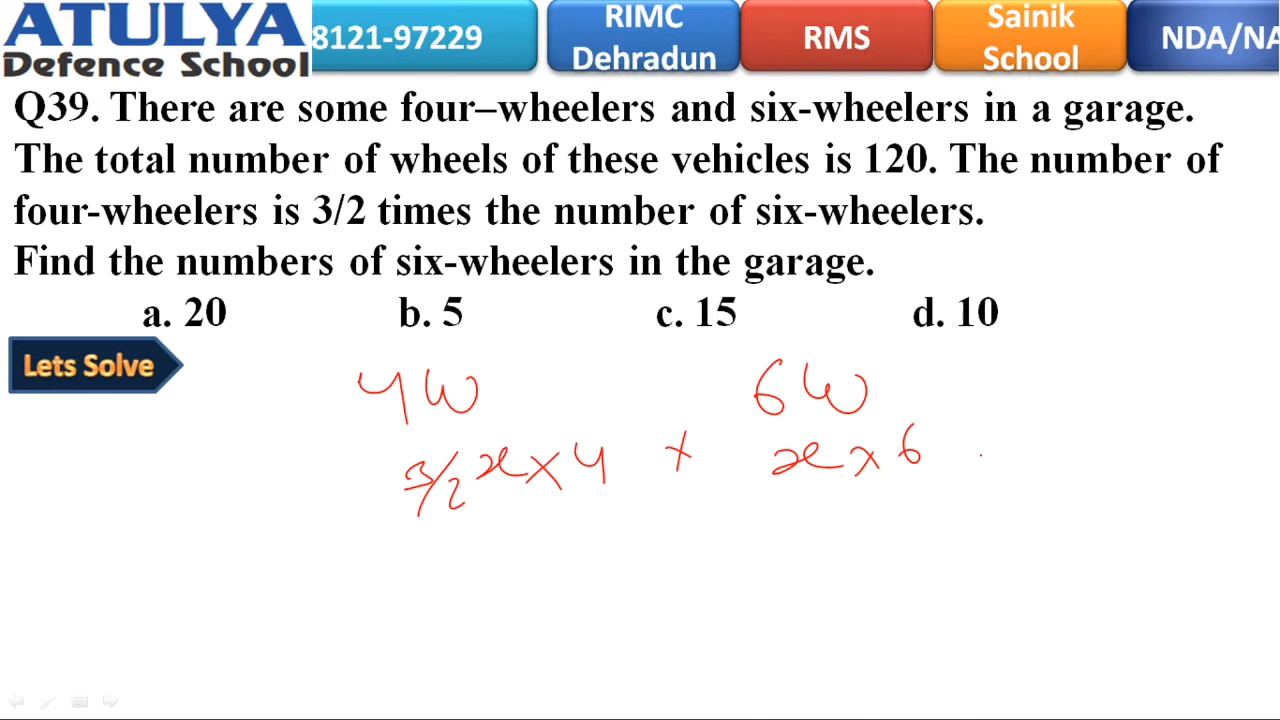 ATULYA
Defence School
8121-97229
RIMC
Dehradun
RMS
Sainik
School
NDA/NA
Q39. There are some four–wheelers and six-wheelers in a garage.
The total number of wheels of these vehicles is 120. The number of
four-wheelers is 3/2 times the number of six-wheelers.
Find the numbers of six-wheelers in the garage.
a. 20 b. 5 c. 15 d. 10
Lets Solve
4W 6W
3/2 x × 4 + x × 6